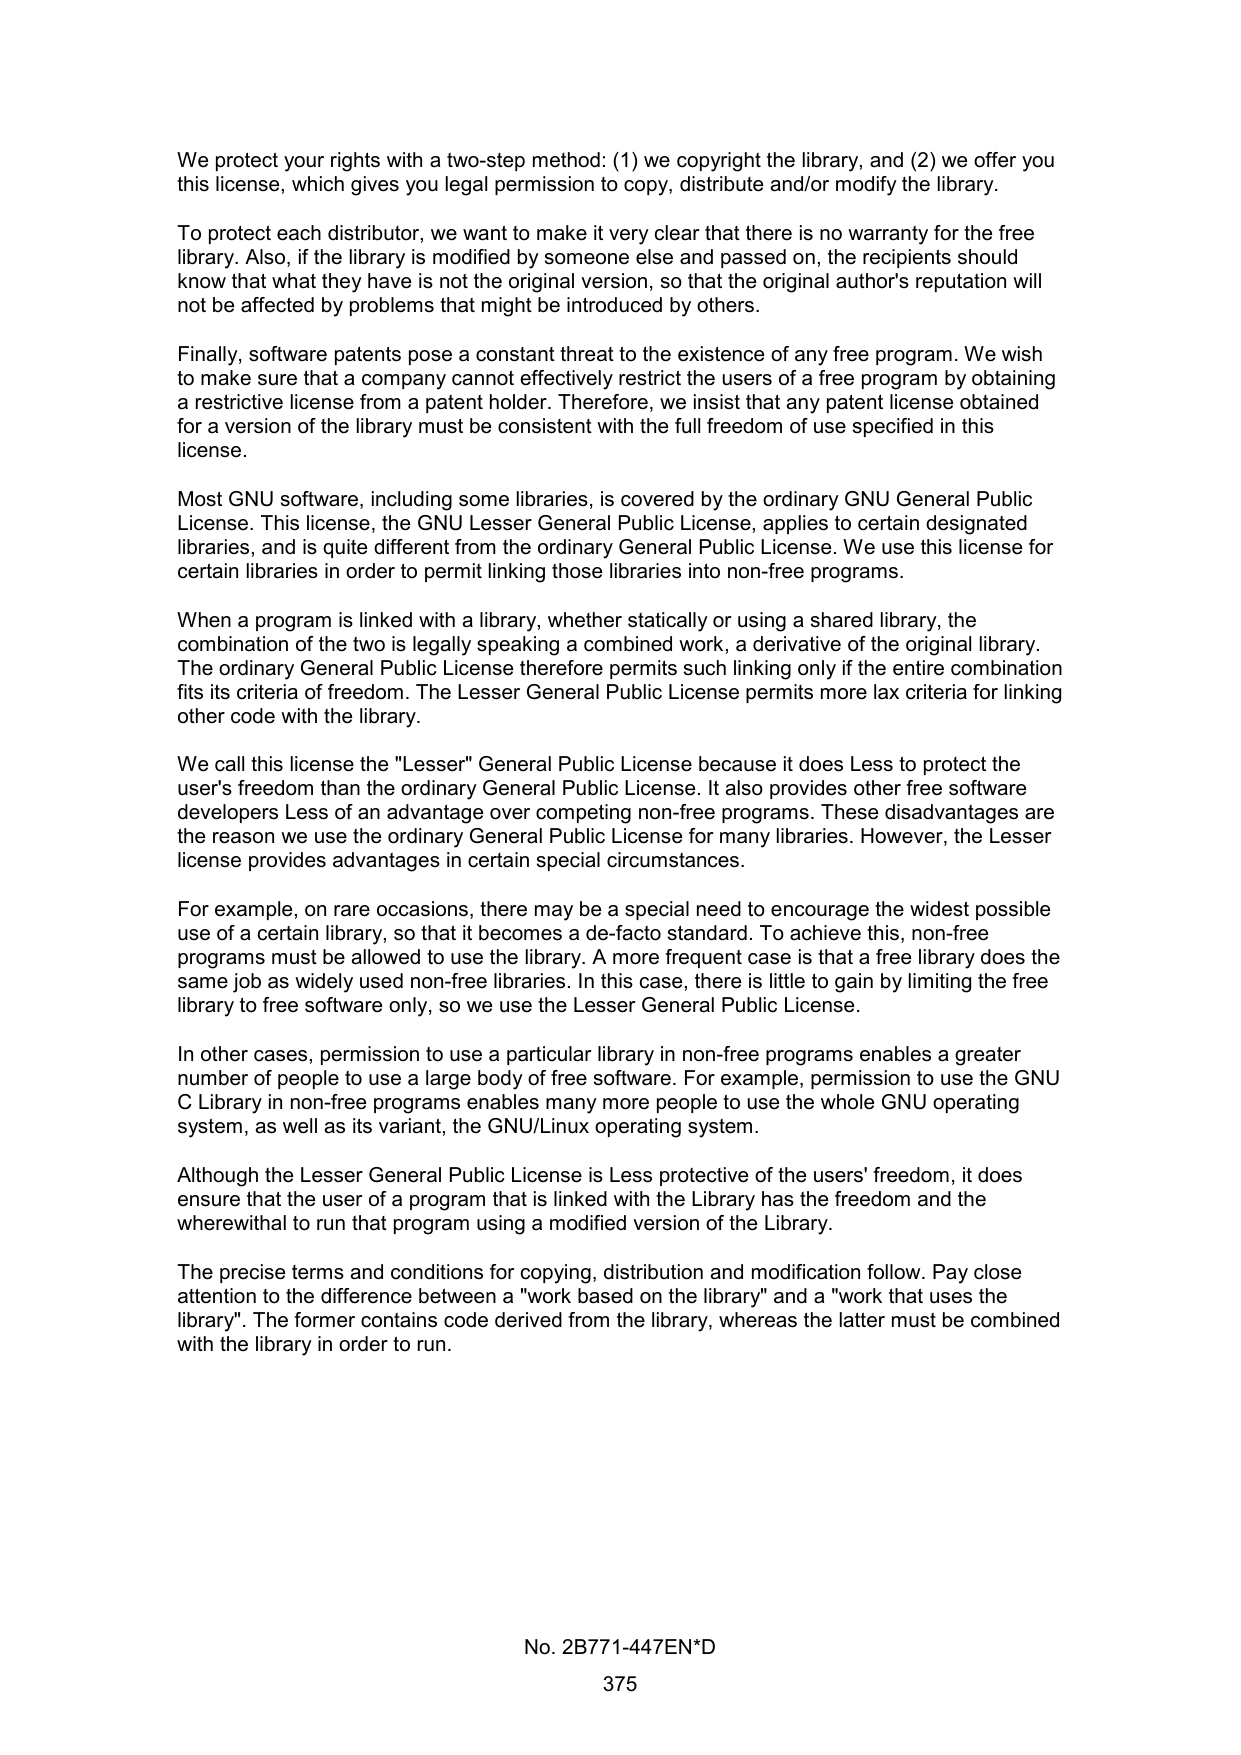 We protect your rights with a two-step method: (1) we copyright the library, and (2) we offer you
this license, which gives you legal permission to copy, distribute and/or modify the library.
To protect each distributor, we want to make it very clear that there is no warranty for the free
library. Also, if the library is modified by someone else and passed on, the recipients should
know that what they have is not the original version, so that the original author's reputation will
not be affected by problems that might be introduced by others.
Finally, software patents pose a constant threat to the existence of any free program. We wish
to make sure that a company cannot effectively restrict the users of a free program by obtaining
a restrictive license from a patent holder. Therefore, we insist that any patent license obtained
for a version of the library must be consistent with the full freedom of use specified in this
license.
Most GNU software, including some libraries, is covered by the ordinary GNU General Public
License. This license, the GNU Lesser General Public License, applies to certain designated
libraries, and is quite different from the ordinary General Public License. We use this license for
certain libraries in order to permit linking those libraries into non-free programs.
When a program is linked with a library, whether statically or using a shared library, the
combination of the two is legally speaking a combined work, a derivative of the original library.
The ordinary General Public License therefore permits such linking only if the entire combination
fits its criteria of freedom. The Lesser General Public License permits more lax criteria for linking
other code with the library.
We call this license the "Lesser" General Public License because it does Less to protect the
user's freedom than the ordinary General Public License. It also provides other free software
developers Less of an advantage over competing non-free programs. These disadvantages are
the reason we use the ordinary General Public License for many libraries. However, the Lesser
license provides advantages in certain special circumstances.
For example, on rare occasions, there may be a special need to encourage the widest possible
use of a certain library, so that it becomes a de-facto standard. To achieve this, non-free
programs must be allowed to use the library. A more frequent case is that a free library does the
same job as widely used non-free libraries. In this case, there is little to gain by limiting the free
library to free software only, so we use the Lesser General Public License.
In other cases, permission to use a particular library in non-free programs enables a greater
number of people to use a large body of free software. For example, permission to use the GNU
C Library in non-free programs enables many more people to use the whole GNU operating
system, as well as its variant, the GNU/Linux operating system.
Although the Lesser General Public License is Less protective of the users' freedom, it does
ensure that the user of a program that is linked with the Library has the freedom and the
wherewithal to run that program using a modified version of the Library.
The precise terms and conditions for copying, distribution and modification follow. Pay close
attention to the difference between a "work based on the library" and a "work that uses the
library". The former contains code derived from the library, whereas the latter must be combined
with the library in order to run.
No. 2B771-447EN*D
375